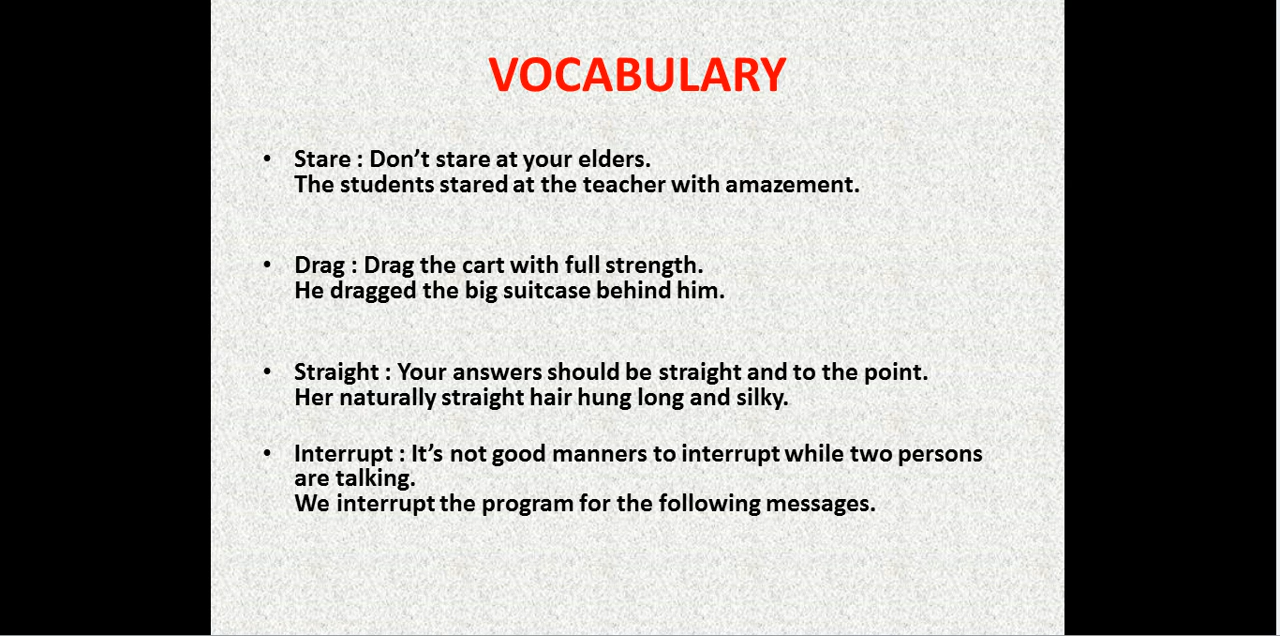 VOCABULARY
• Stare : Don’t stare at your elders.
The students stared at the teacher with amazement.
• Drag : Drag the cart with full strength.
He dragged the big suitcase behind him.
• Straight : Your answers should be straight and to the point.
Her naturally straight hair hung long and silky.
• Interrupt : It’s not good manners to interrupt while two persons
are talking.
We interrupt the program for the following messages.